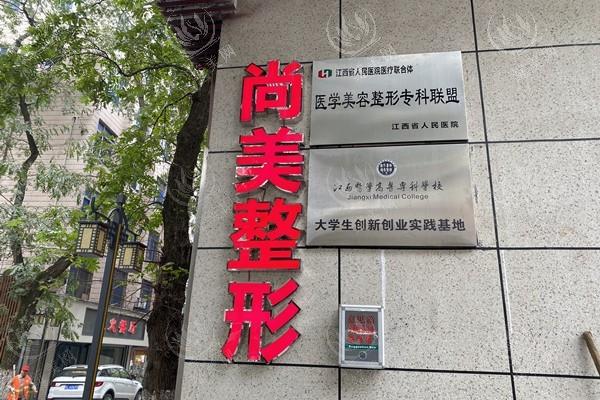 尚美整形
江西省人民医院医疗联合体
医学美容整形专科联盟
江西省人民医院
江西医学高等专科学校
Jiangxi Medical College
大学生创新创业实践基地
Suggestion Box